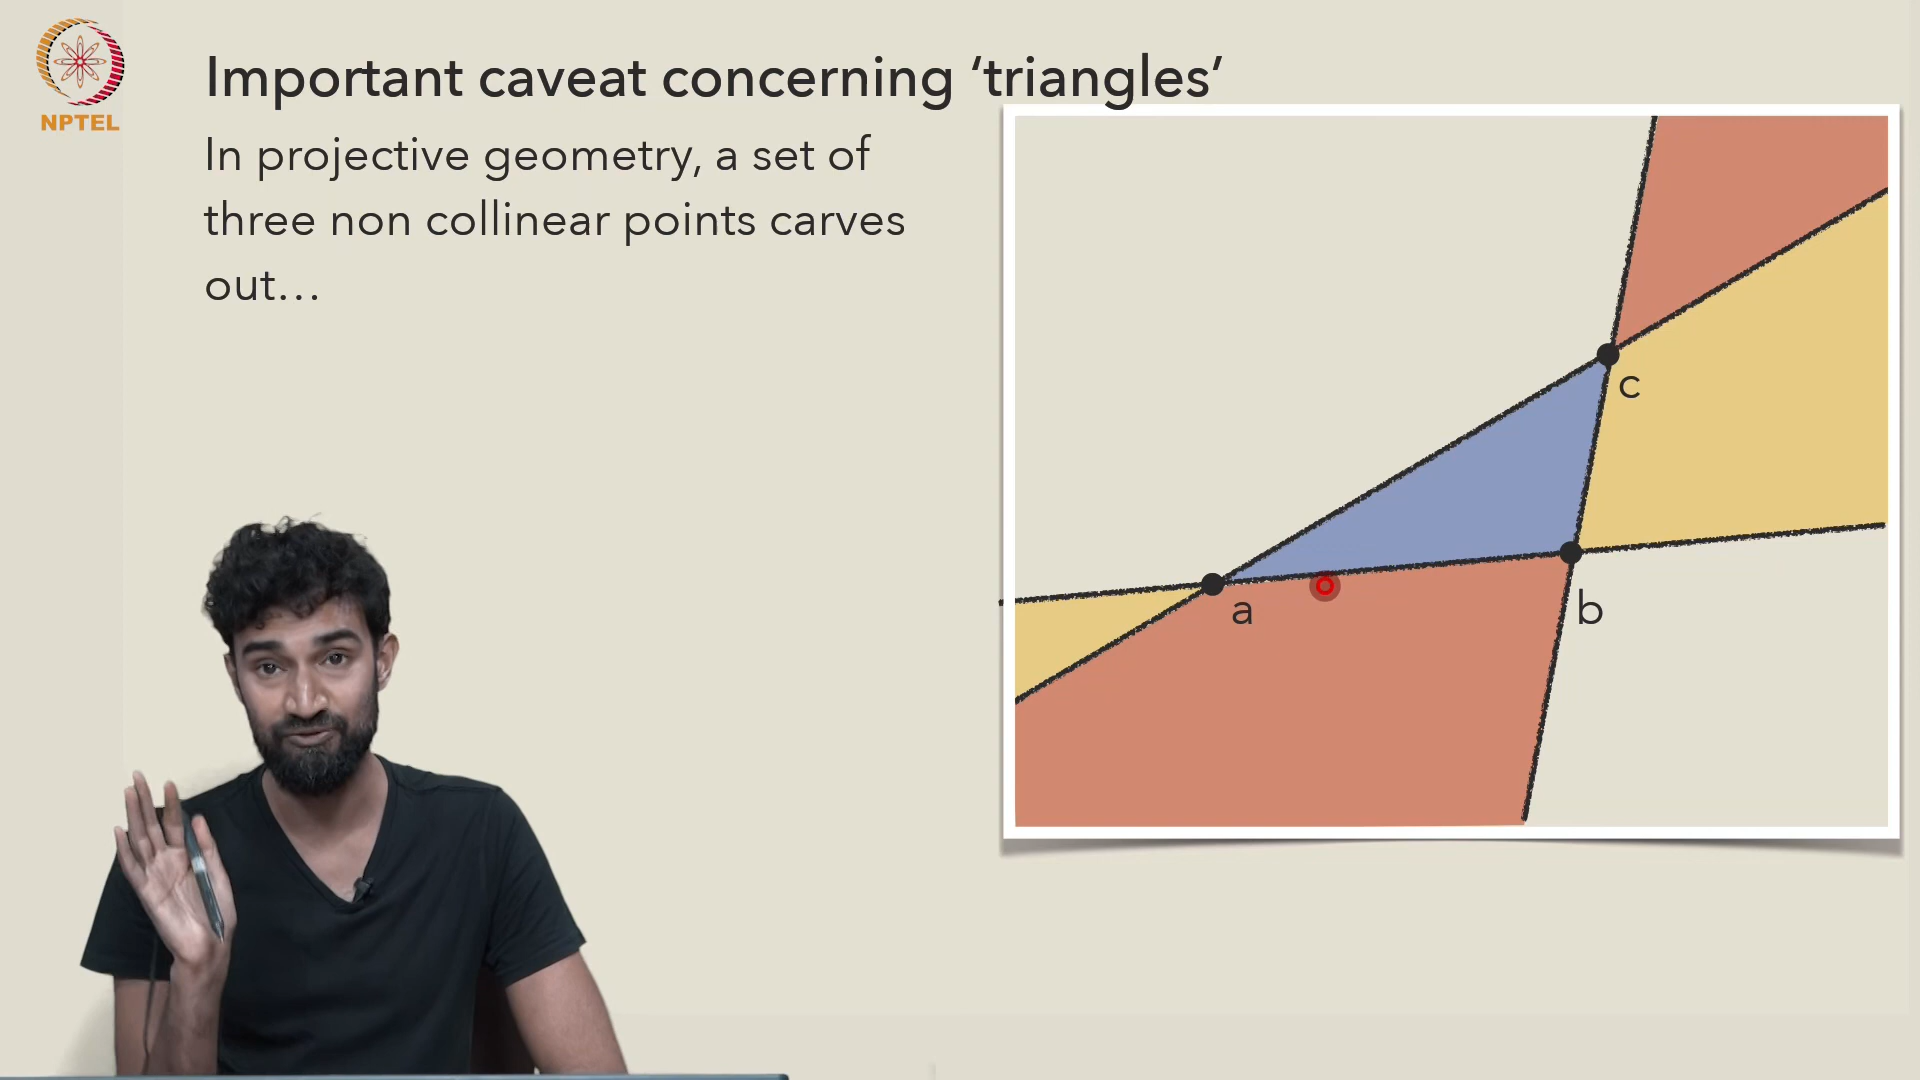 NPTEL
Important caveat concerning ‘triangles’
In projective geometry, a set of
three non collinear points carves
out…
c
a
b